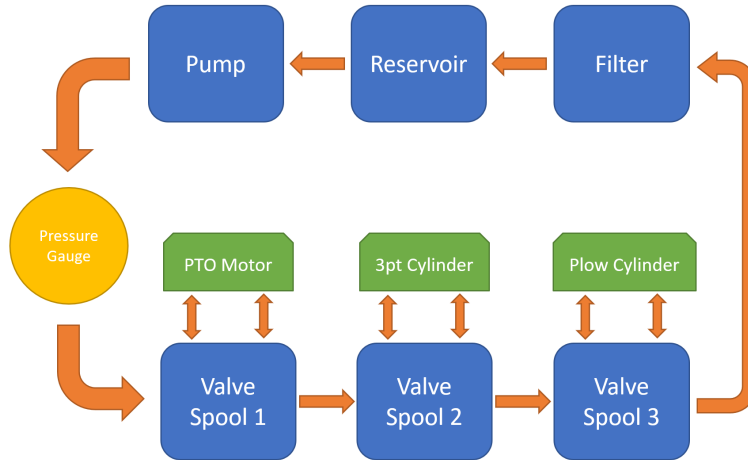 Pump
Reservoir
Filter
Pressure
Gauge
PTO Motor
3pt Cylinder
Plow Cylinder
Valve
Spool 1
Valve
Spool 2
Valve
Spool 3